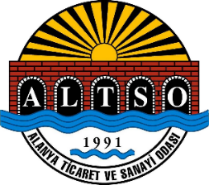 ALTSO
1991
ALANYA TİCARET VE SANAYİ ODASI